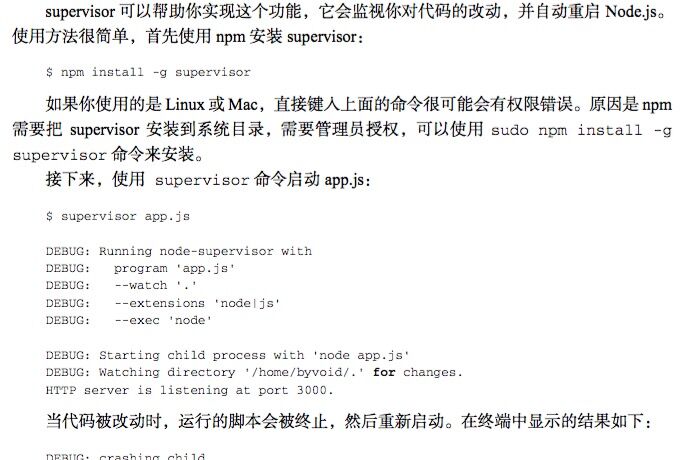 supervisor 可以帮助你实现这个功能，它会监视你对代码的改动，并自动重启 Node.js。
使用方法很简单，首先使用 npm 安装 supervisor：
$ npm install -g supervisor
如果你使用的是 Linux 或 Mac，直接键入上面的命令很可能会有权限错误。原因是 npm
需要把 supervisor 安装到系统目录，需要管理员授权，可以使用 sudo npm install -g
supervisor 命令来安装。
接下来，使用 supervisor 命令启动 app.js：
$ supervisor app.js
DEBUG: Running node-supervisor with
DEBUG:   program 'app.js'
DEBUG:   --watch '.'
DEBUG:   --extensions 'node|js'
DEBUG:   --exec 'node'
DEBUG: Starting child process with 'node app.js'
DEBUG: Watching directory '/home/byvoid/.' for changes.
HTTP server is listening at port 3000.
当代码被改动时，运行的脚本会被终止，然后重新启动。在终端中显示的结果如下：
DEBUG: crashing child